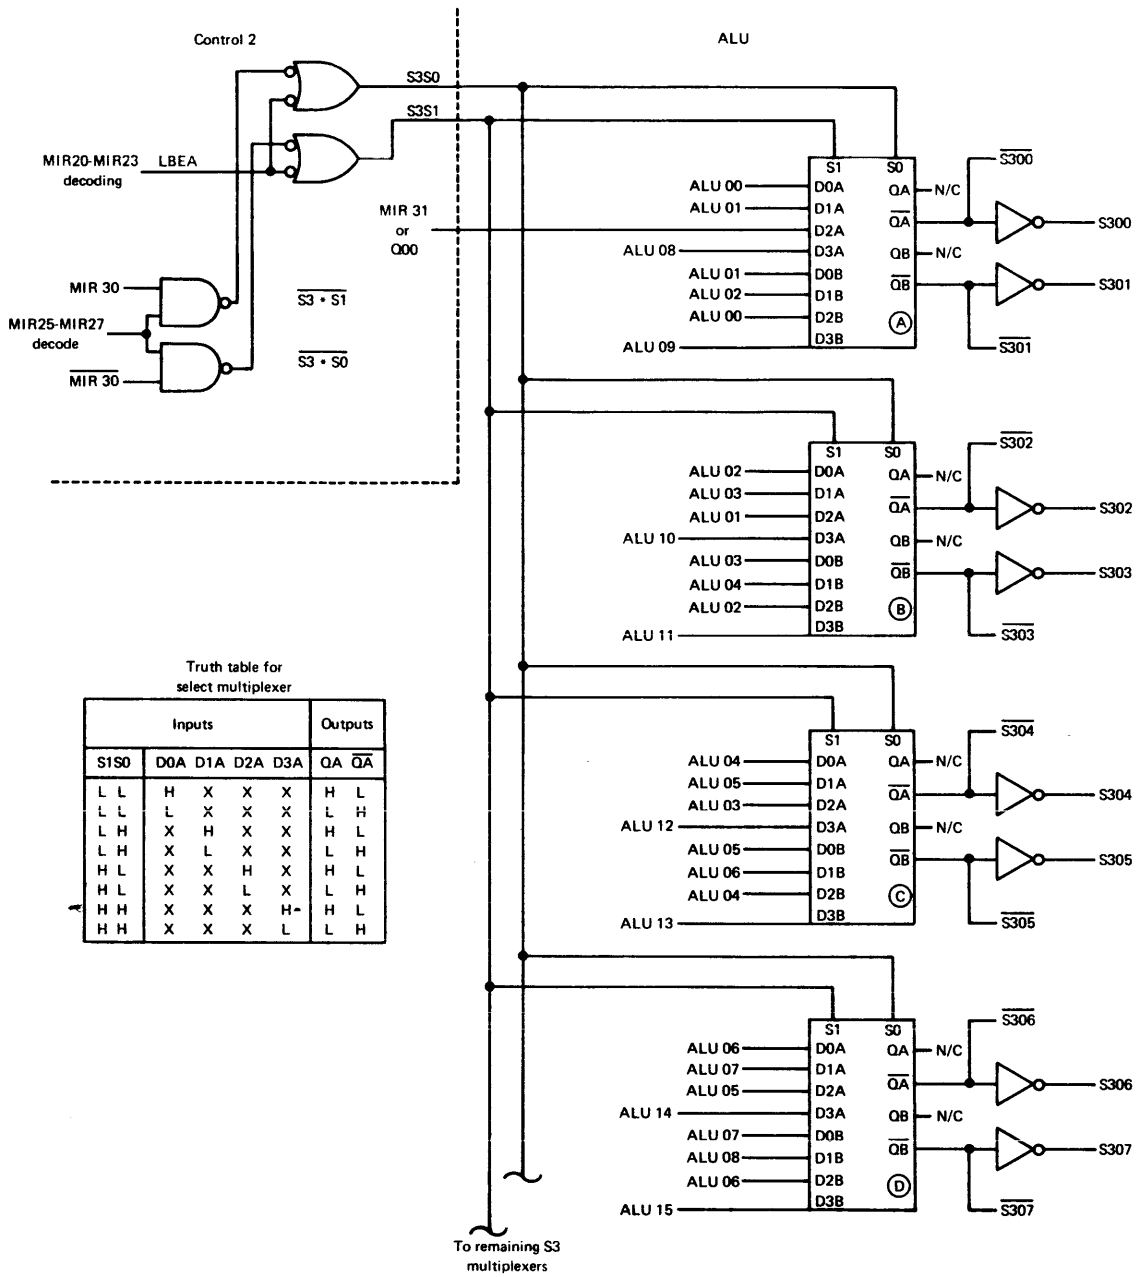 Control 2
ALU
S3S0
S3S1
MIR20-MIR23
decoding
LBEA
MIR 31
or
Q00
MIR 30
S3 • S1
MIR25-MIR27
decode
S3 • S0
MIR 30
S1 S0
ALU 00 D0A QA N/C S300
ALU 01 D1A
D2A QA S300
ALU 08 D3A QB N/C
ALU 01 D0B
ALU 02 D1B QB S301
ALU 00 D2B A
ALU 09 D3B S301
S1 S0 S302
ALU 02 D0A QA N/C
ALU 03 D1A
ALU 01 D2A QA S302
ALU 10 D3A QB N/C
ALU 03 D0B
ALU 04 D1B QB S303
ALU 02 D2B B
ALU 11 D3B S303
Truth table for
select multiplexer
Inputs Outputs
S1S0 D0A D1A D2A D3A QA QA
L L H X X X H L
L L L X X X L H
L H X H X X H L
L H X L X X L H
H L X X H X H L
H L X X L X L H
H H X X X H H L
H H X X X L L H
S1 S0 S304
ALU 04 D0A QA N/C
ALU 05 D1A
ALU 03 D2A QA S304
ALU 12 D3A QB N/C
ALU 05 D0B
ALU 06 D1B QB S305
ALU 04 D2B C
ALU 13 D3B S305
S1 S0 S306
ALU 06 D0A QA N/C
ALU 07 D1A
ALU 05 D2A QA S306
ALU 14 D3A QB N/C
ALU 07 D0B
ALU 08 D1B QB S307
ALU 06 D2B D
ALU 15 D3B S307
To remaining S3
multiplexers